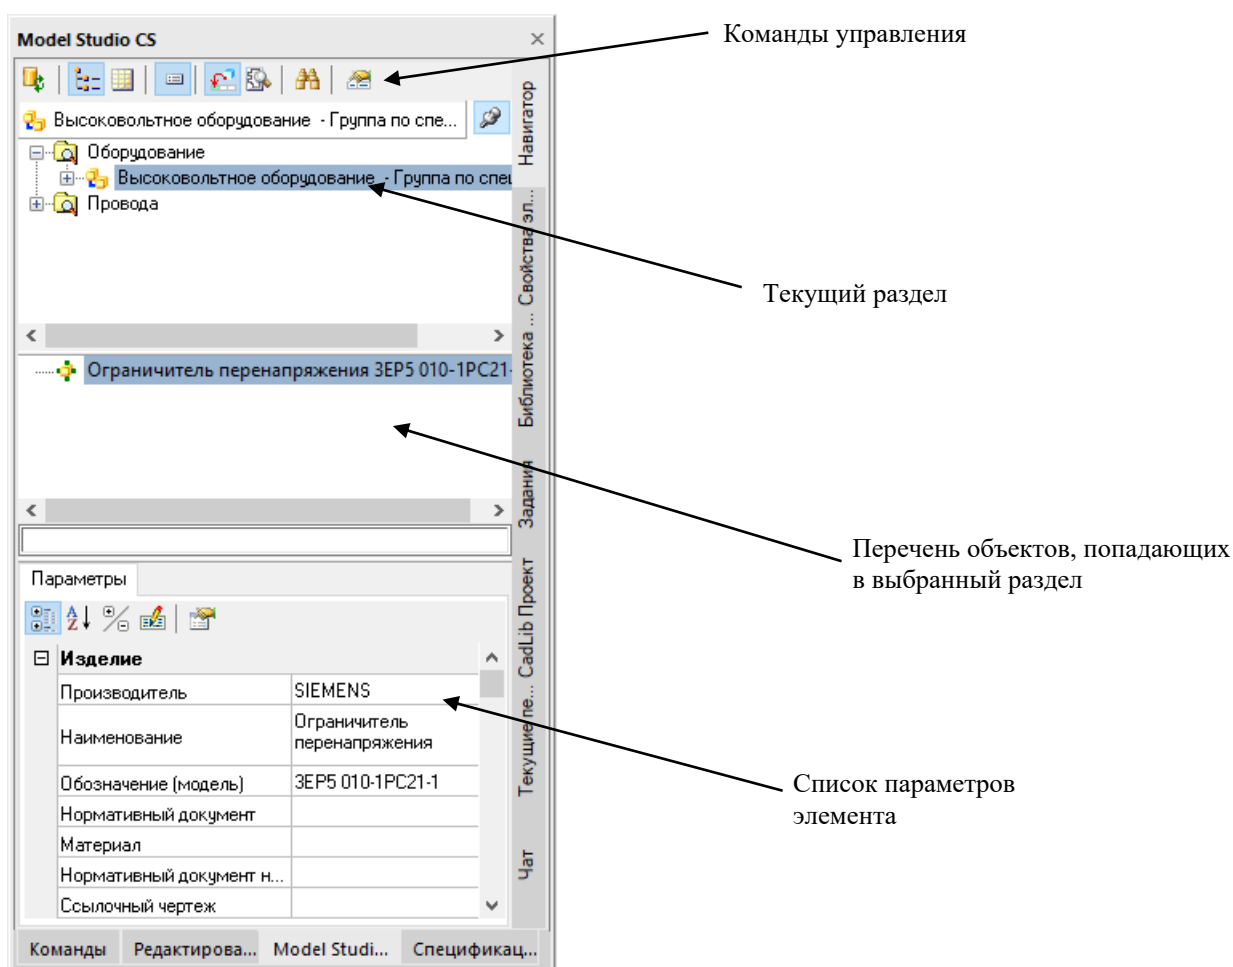 Model Studio CS
Команды управления
Высоковольтное оборудование - Группа по спе...
Оборудование
Высоковольтное оборудование - Группа по спец
Провода
Текущий раздел
Ограничитель перенапряжения 3EP5 010-1PC21-
Перечень объектов, попадающих
в выбранный раздел
Параметры
Изделие
Производитель SIEMENS
Наименование Ограничитель
перенапряжения
Обозначение (модель) 3EP5 010-1PC21-1
Нормативный документ
Материал
Нормативный документ н...
Ссылочный чертеж
Список параметров
элемента
Навигатор
Свойства эл...
Библиотека ...
Задания
CadLib Проект
Текущие пе...
Чат
Команды
Редактирова...
Model Studi...
Спецификац...